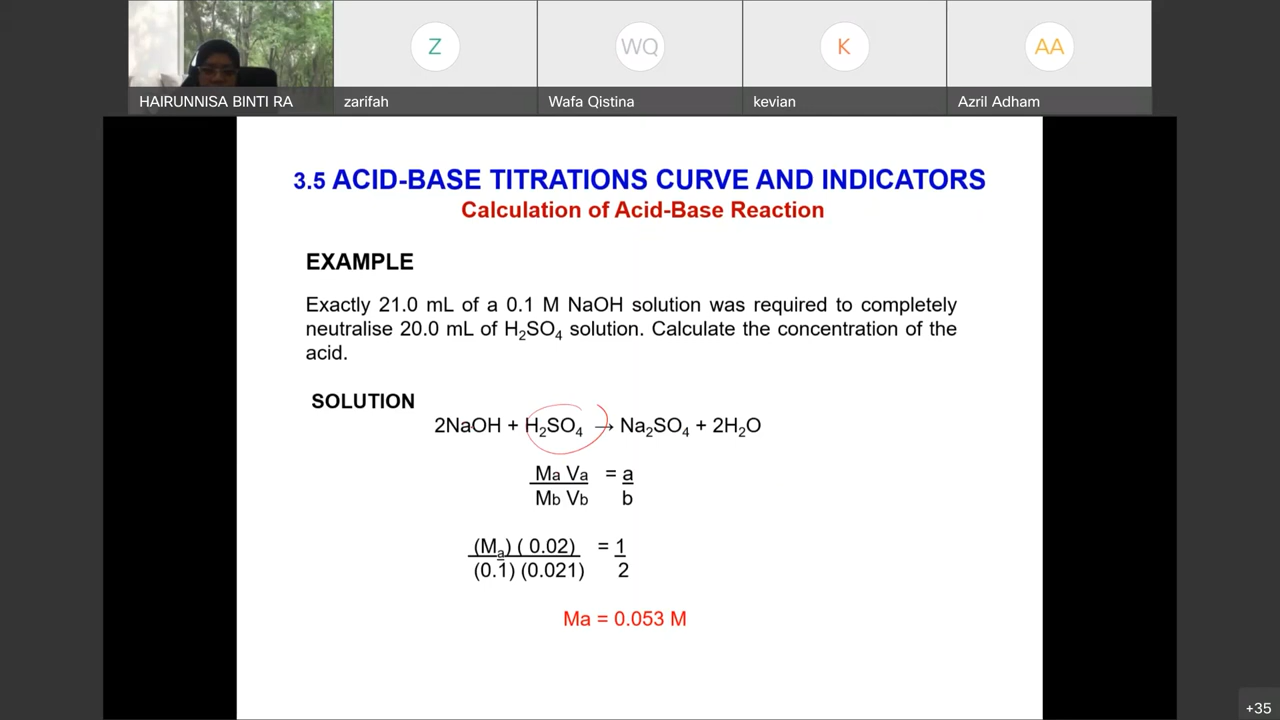 Z
WQ
K
AA
HAIRUNNISA BINTI RA
zarifah
Wafa Qistina
kevian
Azril Adham
3.5 ACID-BASE TITRATIONS CURVE AND INDICATORS
Calculation of Acid-Base Reaction
EXAMPLE
Exactly 21.0 mL of a 0.1 M NaOH solution was required to completely
neutralise 20.0 mL of H₂SO₄ solution. Calculate the concentration of the
acid.
SOLUTION
2NaOH + H₂SO₄ → Na₂SO₄ + 2H₂O
Ma Va = a
Mb Vb b
(Mₐ) ( 0.02) = 1
(0.1) (0.021) 2
Ma = 0.053 M
+35